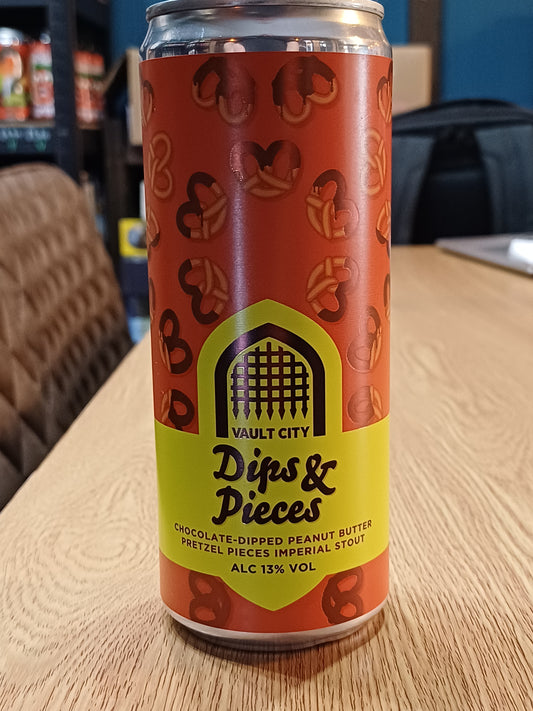 VAULT CITY
Dips &
Pieces
CHOCOLATE-DIPPED PEANUT BUTTER
PRETZEL PIECES IMPERIAL STOUT
ALC 13% VOL